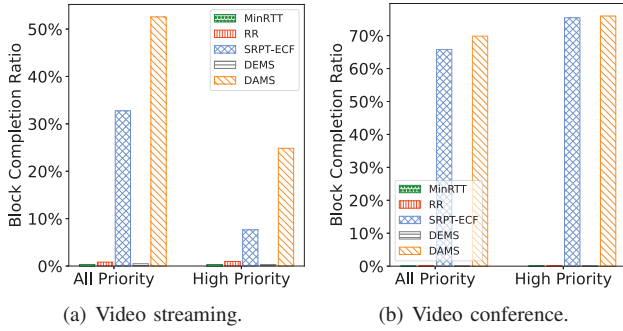 Block Completion Ratio
50%
40%
30%
20%
10%
0%
MinRTT
RR
SRPT-ECF
DEMS
DAMS
All Priority
High Priority
(a) Video streaming.
Block Completion Ratio
70%
60%
50%
40%
30%
20%
10%
0%
MinRTT
RR
SRPT-ECF
DEMS
DAMS
All Priority
High Priority
(b) Video conference.